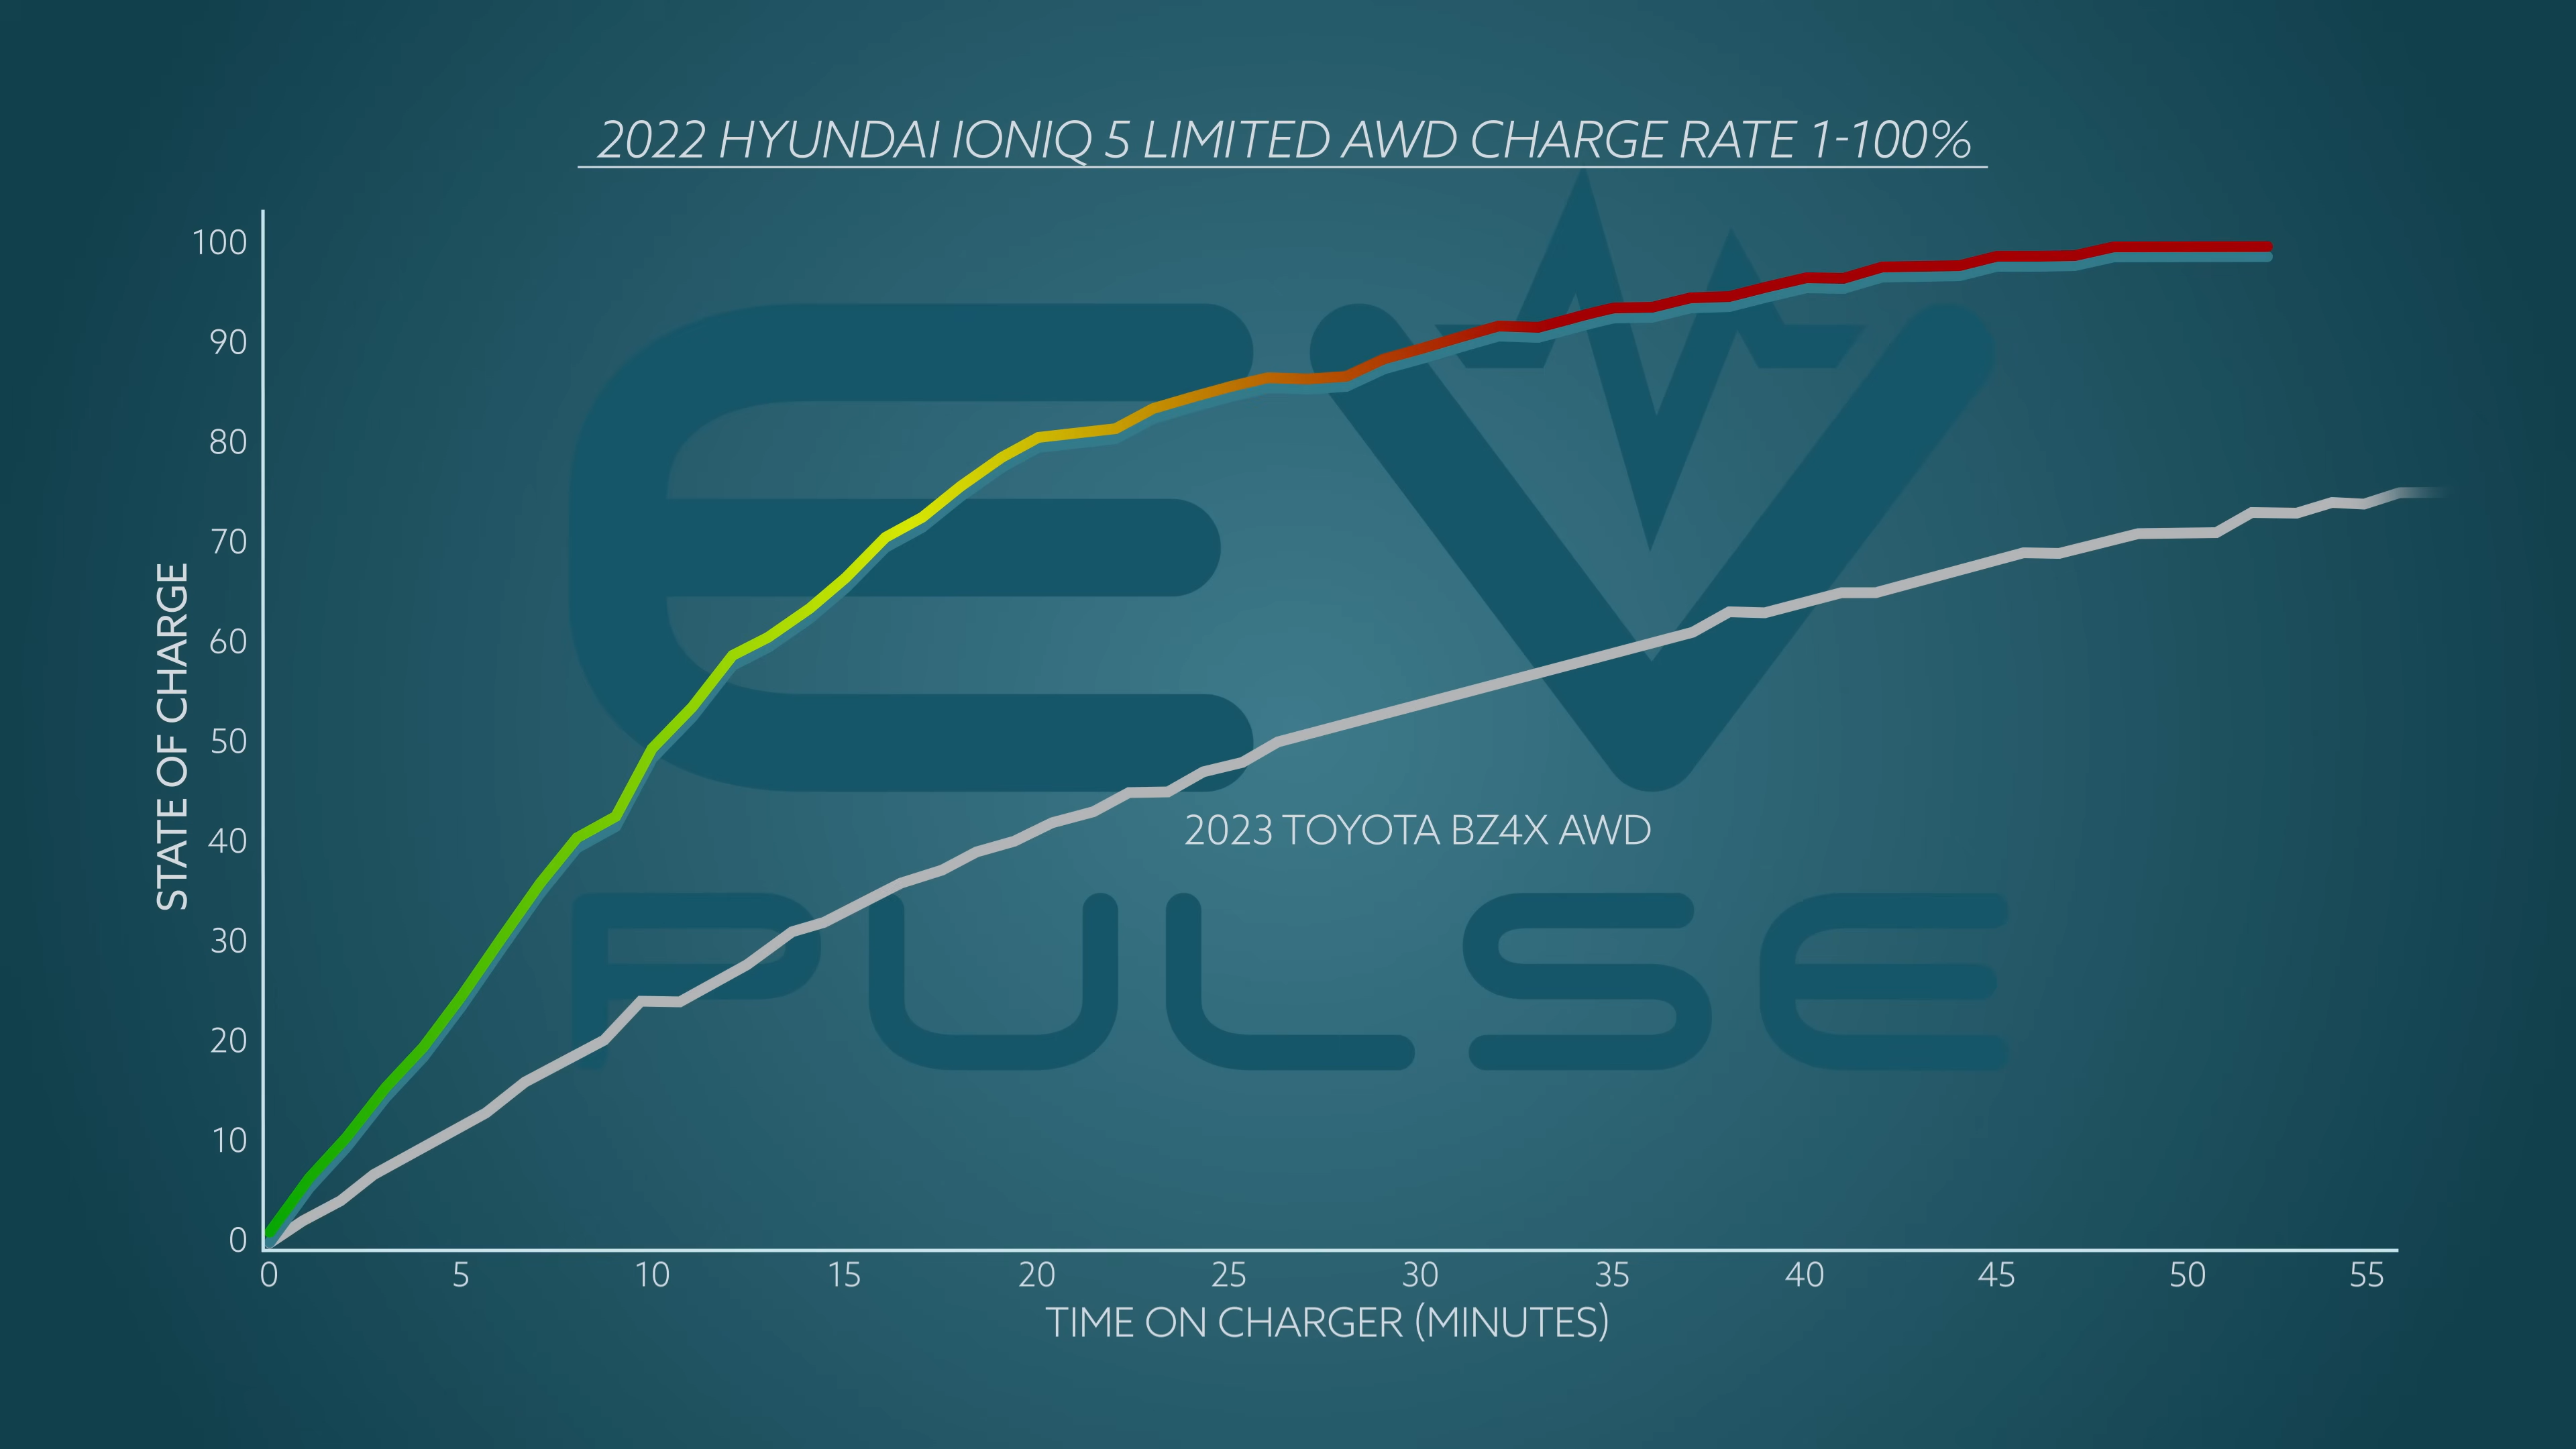 2022 HYUNDAI IONIQ 5 LIMITED AWD CHARGE RATE 1-100%
100
90
80
70
60
50
40
30
20
10
0
STATE OF CHARGE
EV
PULSE
2023 TOYOTA BZ4X AWD
0 5 10 15 20 25 30 35 40 45 50 55
TIME ON CHARGER (MINUTES)